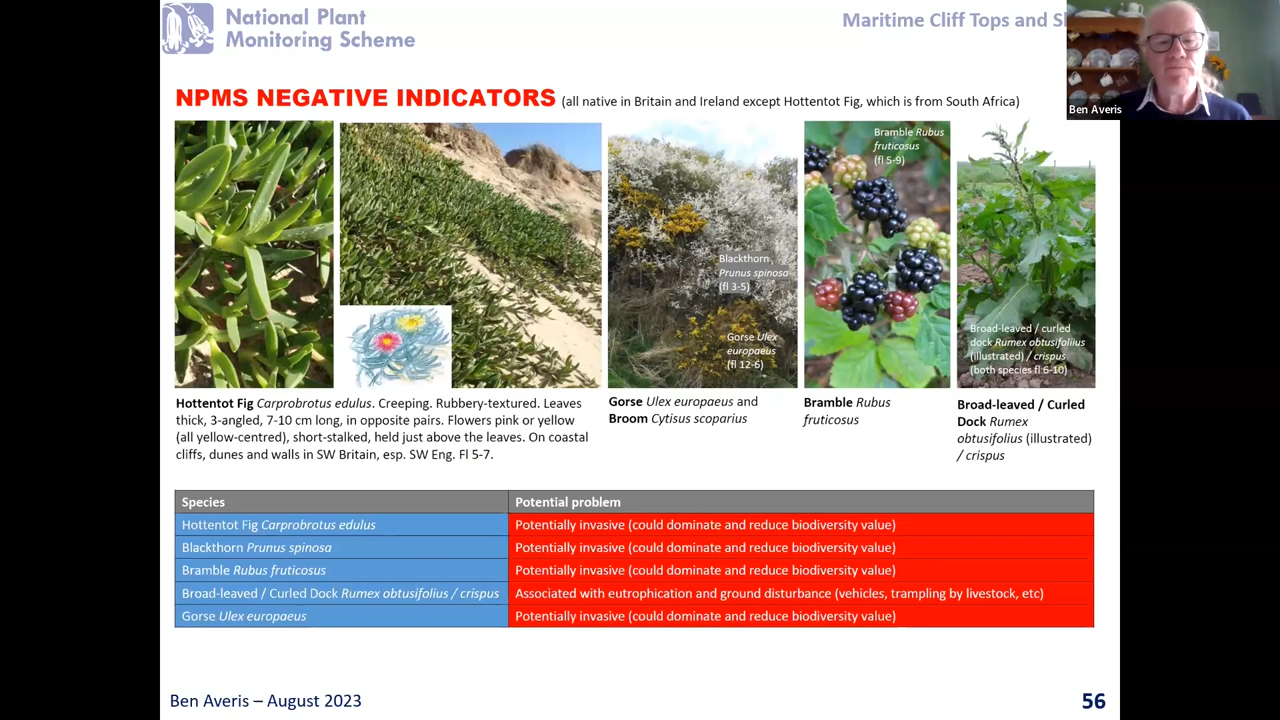 National Plant
Monitoring Scheme
Maritime Cliff Tops and
Ben Averis
NPMS NEGATIVE INDICATORS (all native in Britain and Ireland except Hottentot Fig, which is from South Africa)
Blackthorn
Prunus spinosa
(fl 3-5)
Gorse Ulex
europaeus
(fl 12-6)
Bramble Rubus
fruticosus
(fl 5-9)
Broad-leaved / curled
dock Rumex obtusifoliius
(illustrated) / crispus
(both species fl 6-10)
Hottentot Fig Carprobrotus edulus. Creeping. Rubbery-textured. Leaves
thick, 3-angled, 7-10 cm long, in opposite pairs. Flowers pink or yellow
(all yellow-centred), short-stalked, held just above the leaves. On coastal
cliffs, dunes and walls in SW Britain, esp. SW Eng. Fl 5-7.
Gorse Ulex europaeus and
Broom Cytisus scoparius
Bramble Rubus
fruticosus
Broad-leaved / Curled
Dock Rumex
obtusifolius (illustrated)
/ crispus
Species Potential problem
Hottentot Fig Carprobrotus edulus Potentially invasive (could dominate and reduce biodiversity value)
Blackthorn Prunus spinosa Potentially invasive (could dominate and reduce biodiversity value)
Bramble Rubus fruticosus Potentially invasive (could dominate and reduce biodiversity value)
Broad-leaved / Curled Dock Rumex obtusifolius / crispus Associated with eutrophication and ground disturbance (vehicles, trampling by livestock, etc)
Gorse Ulex europaeus Potentially invasive (could dominate and reduce biodiversity value)
Ben Averis – August 2023
56